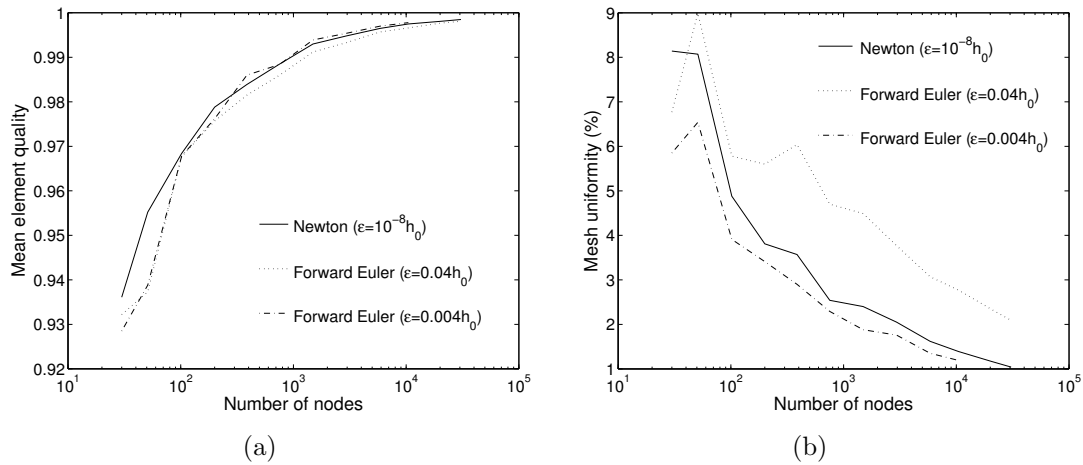 1
0.99
0.98
0.97
0.96
0.95
0.94
0.93
0.92
Mean element quality
Newton (ε=10⁻⁸h₀)
Forward Euler (ε=0.04h₀)
Forward Euler (ε=0.004h₀)
10¹ 10² 10³ 10⁴ 10⁵
Number of nodes
(a)
9
8
7
6
5
4
3
2
1
Mesh uniformity (%)
Newton (ε=10⁻⁸h₀)
Forward Euler (ε=0.04h₀)
Forward Euler (ε=0.004h₀)
10¹ 10² 10³ 10⁴ 10⁵
Number of nodes
(b)